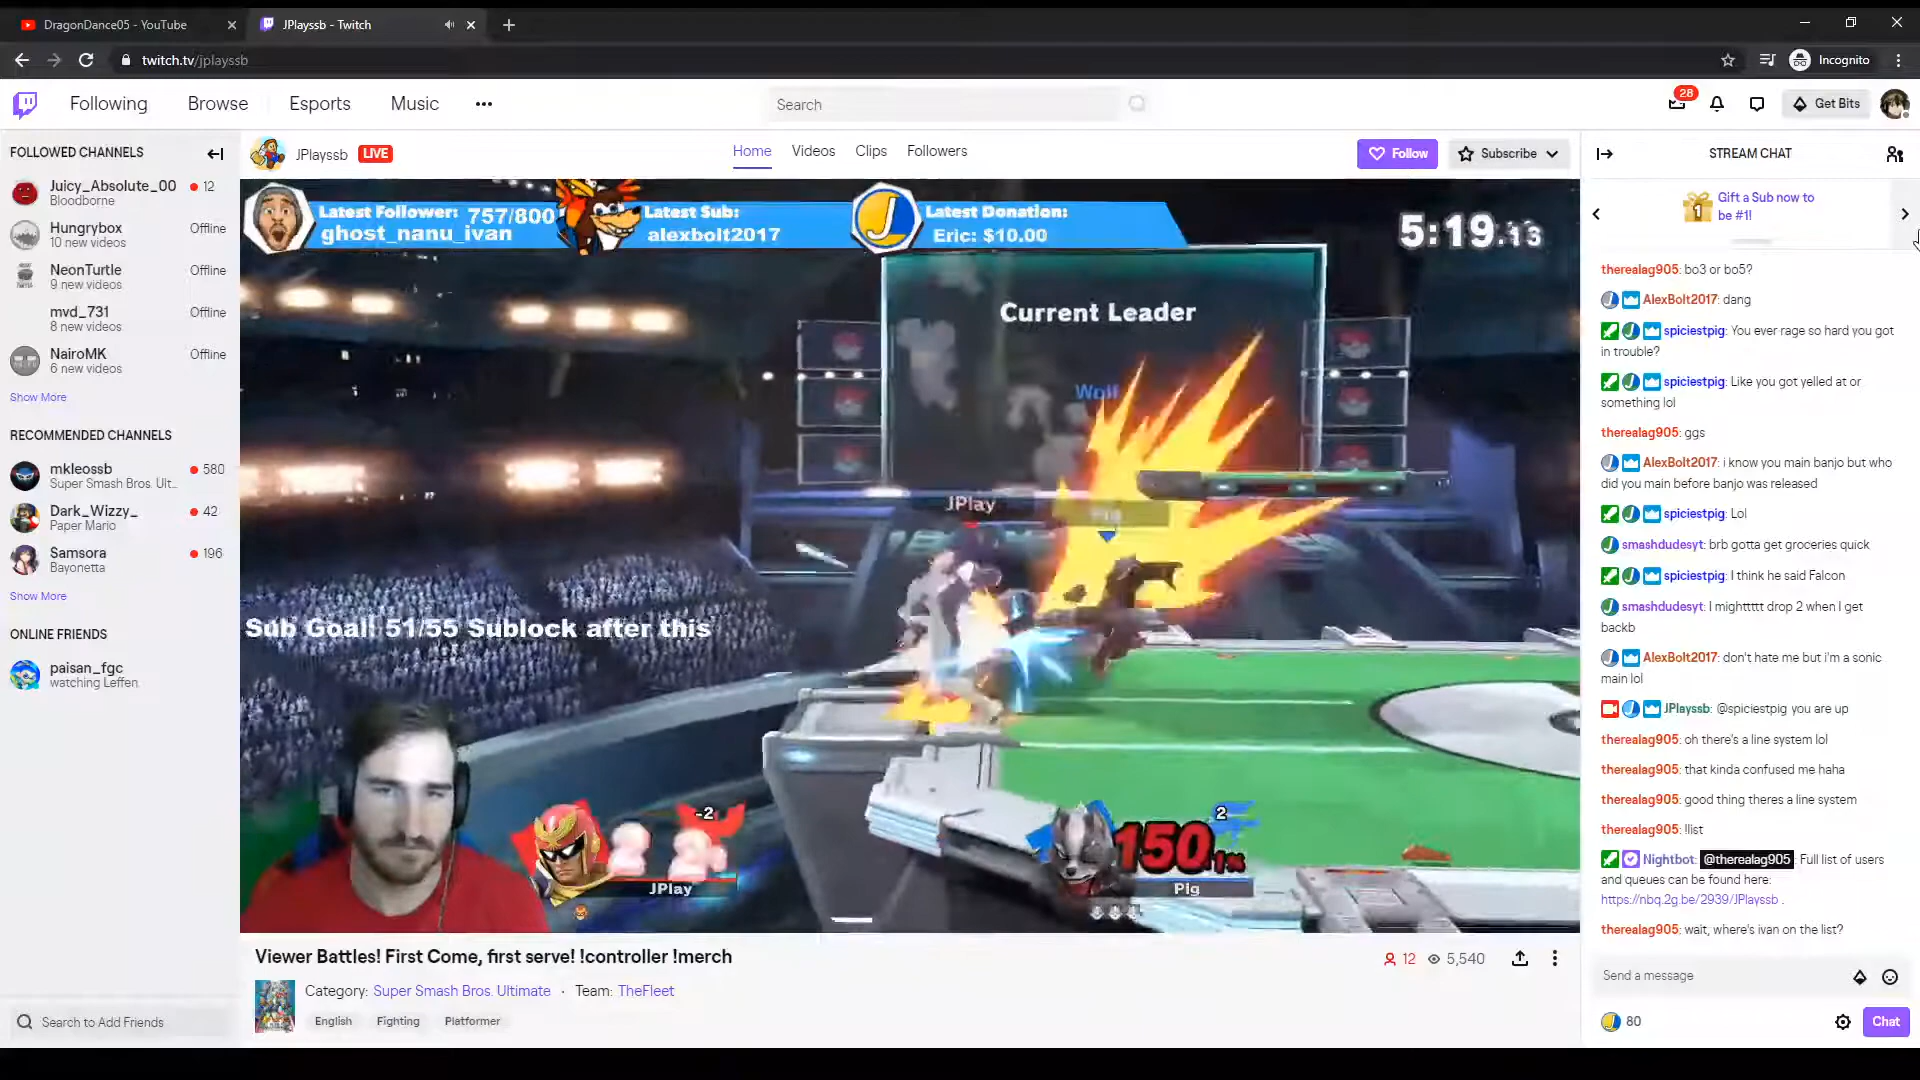 DragonDance05 - YouTube
JPlayssb - Twitch
twitch.tv/jplayssb
Incognito
Following
Browse
Esports
Music
Search
28
Get Bits
FOLLOWED CHANNELS
Juicy_Absolute_00
12
Bloodborne
Hungrybox
Offline
10 new videos
NeonTurtle
Offline
9 new videos
mvd_731
Offline
8 new videos
NairoMK
Offline
6 new videos
Show More
RECOMMENDED CHANNELS
mkleossb
580
Super Smash Bros. Ult...
Dark_Wizzy_
42
Paper Mario
Samsora
196
Bayonetta
Show More
ONLINE FRIENDS
paisan_fgc
watching Leffen
Search to Add Friends
JPlayssb LIVE
Home
Videos
Clips
Followers
Follow
Subscribe
Latest Follower: 757/800
ghost_nanu_ivan
Latest Sub:
alexbolt2017
Latest Donation:
Eric: $10.00
5:19.13
Current Leader
Wolf
JPlay
Pig
Sub Goal! 51/55 Sublock after this
-2
JPlay
2
150.1%
Pig
Viewer Battles! First Come, first serve! !controller !merch
12
5,540
Category: Super Smash Bros. Ultimate · Team: TheFleet
English
Fighting
Platformer
STREAM CHAT
1
Gift a Sub now to
be #1!
therealag905: bo3 or bo5?
AlexBolt2017: dang
spiciestpig: You ever rage so hard you got
in trouble?
spiciestpig: Like you got yelled at or
something lol
therealag905: ggs
AlexBolt2017: i know you main banjo but who
did you main before banjo was released
spiciestpig: Lol
smashdudesyt: brb gotta get groceries quick
spiciestpig: I think he said Falcon
smashdudesyt: I mighttttt drop 2 when I get
backb
AlexBolt2017: don't hate me but i'm a sonic
main lol
JPlayssb: @spiciestpig you are up
therealag905: oh there's a line system lol
therealag905: that kinda confused me haha
therealag905: good thing theres a line system
therealag905: !list
Nightbot: @therealag905: Full list of users
and queues can be found here:
https://nbq.2g.be/2939/JPlayssb .
therealag905: wait, where's ivan on the list?
Send a message
80
Chat